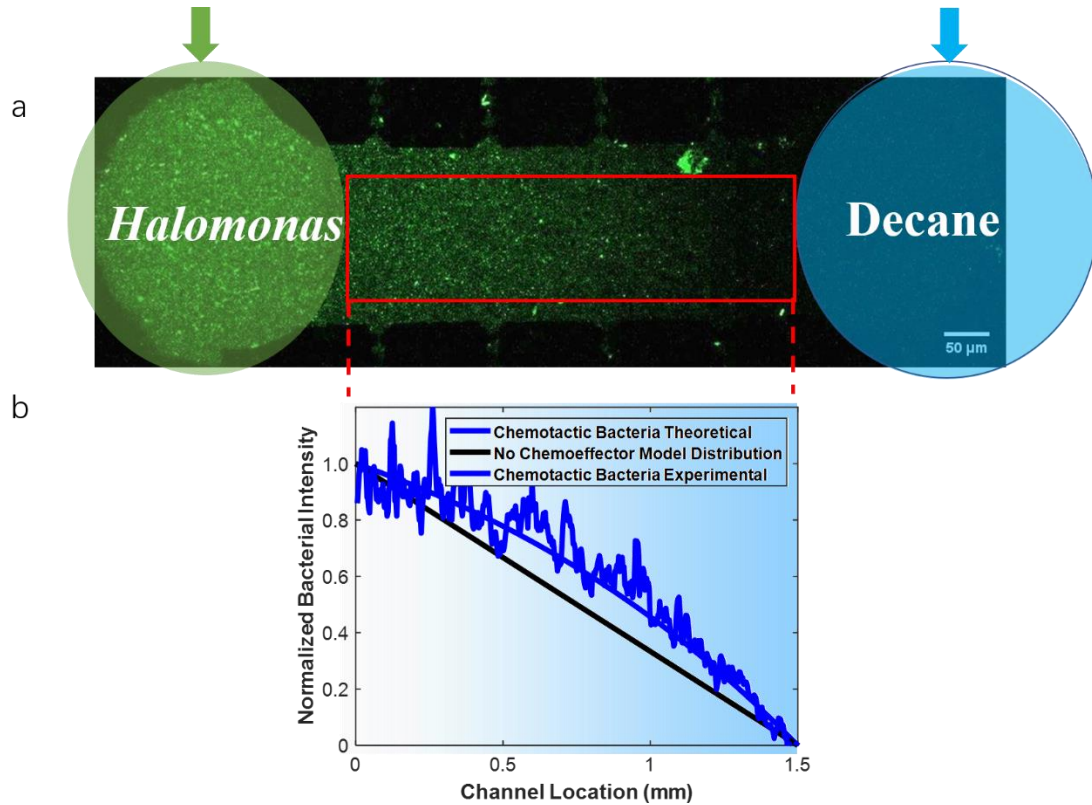 a
Halomonas
Decane
50 µm
b
Chemotactic Bacteria Theoretical
No Chemoeffector Model Distribution
Chemotactic Bacteria Experimental
Normalized Bacterial Intensity
1.0
0.8
0.6
0.4
0.2
0
0
0.5
1
1.5
Channel Location (mm)